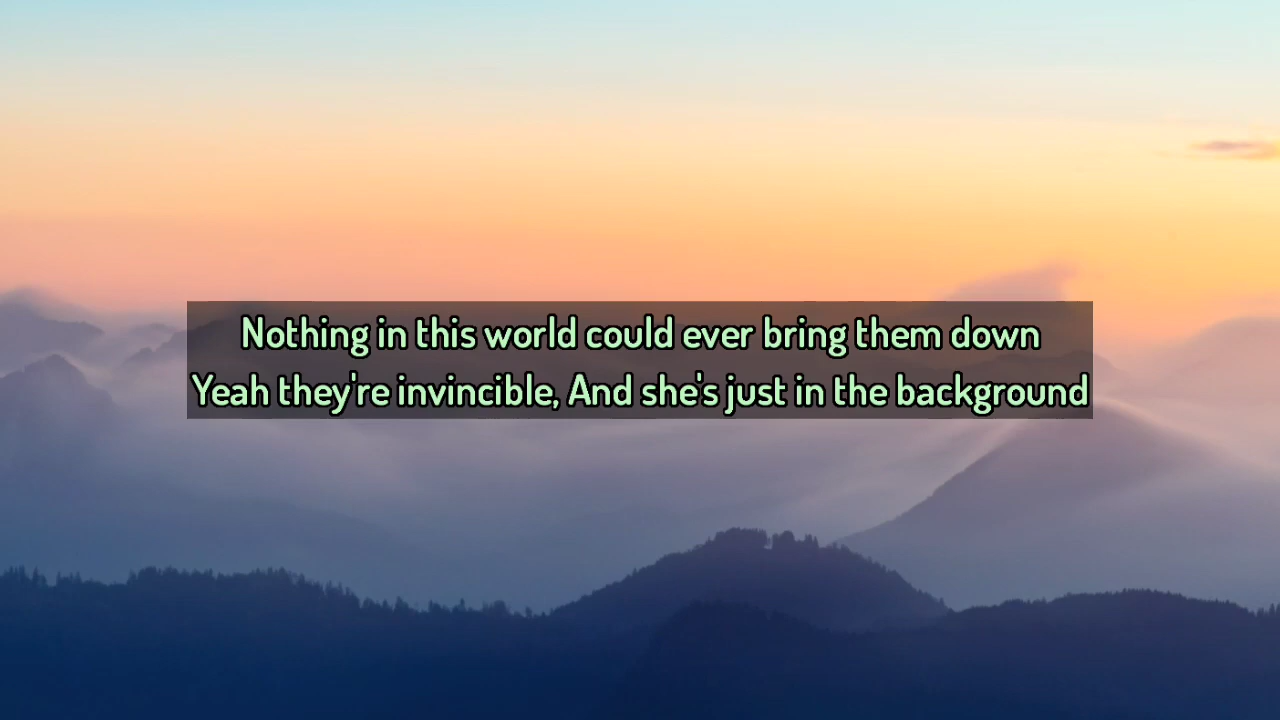 Nothing in this world could ever bring them down
Yeah they're invincible, And she's just in the background